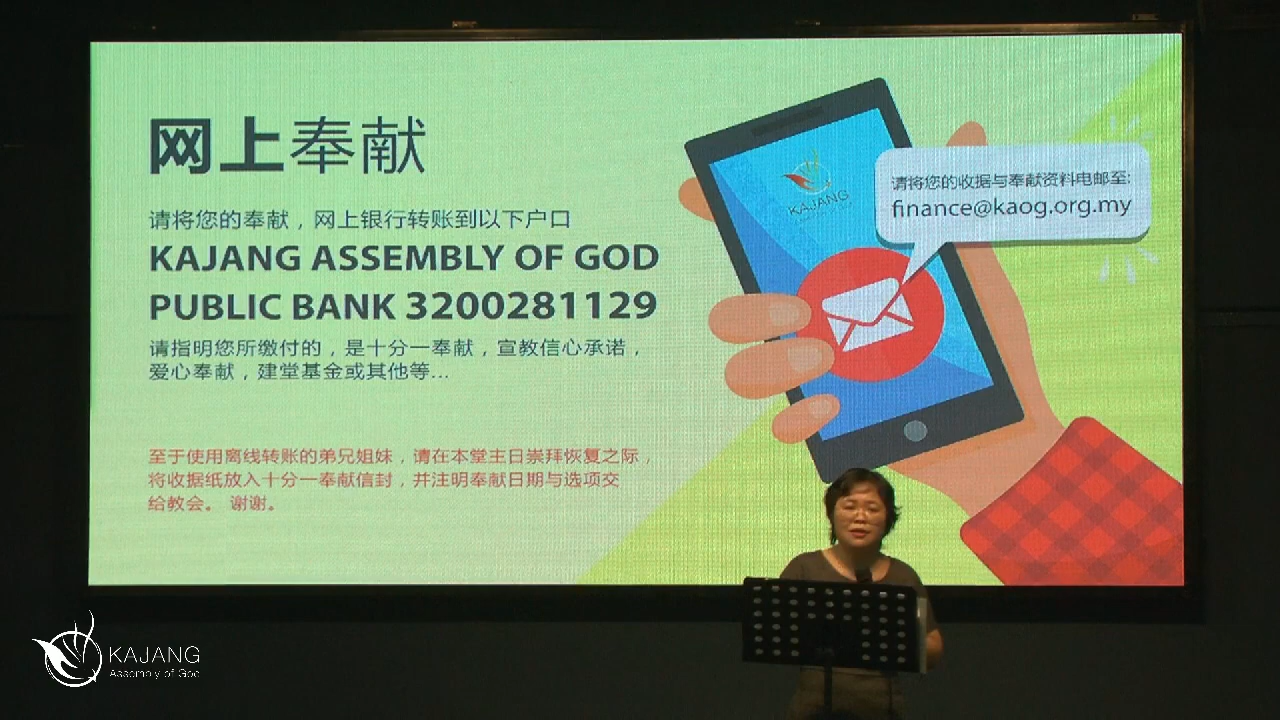 网上奉献
请将您的奉献，网上银行转账到以下户口
KAJANG ASSEMBLY OF GOD
PUBLIC BANK 3200281129
请指明您所缴付的，是十分一奉献，宣教信心承诺，
爱心奉献，建堂基金或其他等...
至于使用离线转账的弟兄姐妹，请在本堂主日崇拜恢复之际，
将收据纸放入十分一奉献信封，并注明奉献日期与选项交
给教会。 谢谢。
KAJANG
请将您的收据与奉献资料电邮至:
finance@kaog.org.my
KAJANG
Assembly of God